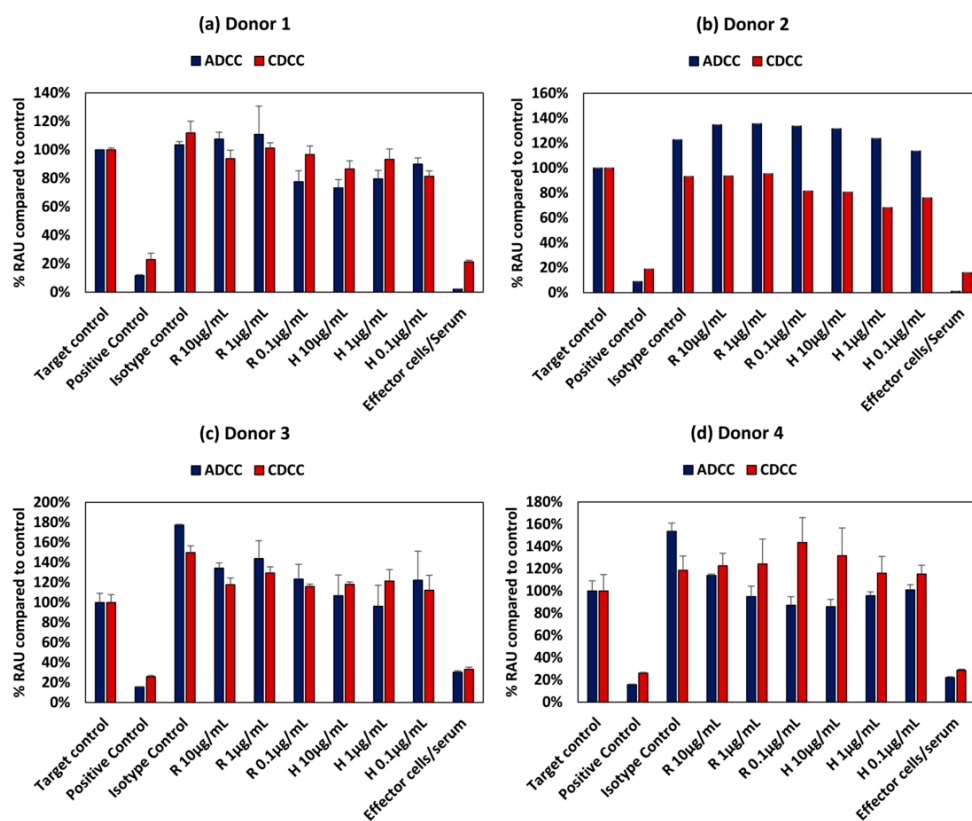 (a) Donor 1
ADCC CDCC
% RAU compared to control
140%
120%
100%
80%
60%
40%
20%
0%
Target control
Positive Control
Isotype control
R 10µg/mL
R 1µg/mL
R 0.1µg/mL
H 10µg/mL
H 1µg/mL
H 0.1µg/mL
Effector cells/Serum
(b) Donor 2
ADCC CDCC
% RAU compared to control
160%
140%
120%
100%
80%
60%
40%
20%
0%
Target control
Positive control
Isotype control
R 10µg/mL
R 1µg/mL
R 0.1µg/mL
H 10µg/mL
H 1µg/mL
H 0.1µg/mL
Effector cells/Serum
(c) Donor 3
ADCC CDCC
% RAU compared to control
200%
180%
160%
140%
120%
100%
80%
60%
40%
20%
0%
Target control
Positive Control
Isotype Control
R 10µg/mL
R 1µg/mL
R 0.1µg/mL
H 10µg/mL
H 1µg/mL
H 0.1µg/mL
Effector cells/serum
(d) Donor 4
ADCC CDCC
% RAU compared to control
180%
160%
140%
120%
100%
80%
60%
40%
20%
0%
Target control
Positive Control
Isotype Control
R 10µg/mL
R 1µg/mL
R 0.1µg/mL
H 10µg/mL
H 1µg/mL
H 0.1µg/mL
Effector cells/serum